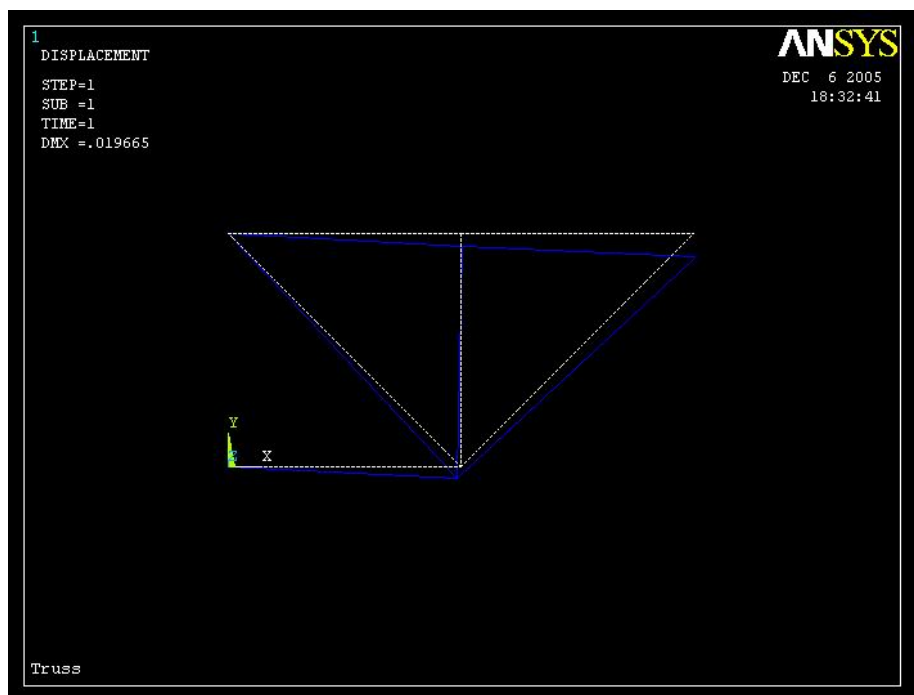 1
DISPLACEMENT
STEP=1
SUB =1
TIME=1
DMX =.019665
ANSYS
DEC 6 2005
18:32:41
Y
X
Truss